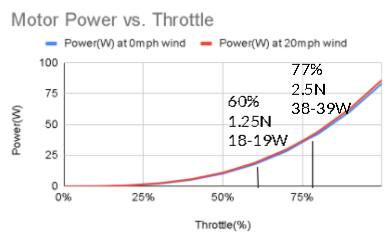 Motor Power vs. Throttle
Power(W) at 0mph wind Power(W) at 20mph wind
100
77%
75
2.5N
60%
38-39W
50
1.25N
18-19W
25
0
0% 25% 50% 75%
Power(W)
Throttle(%)